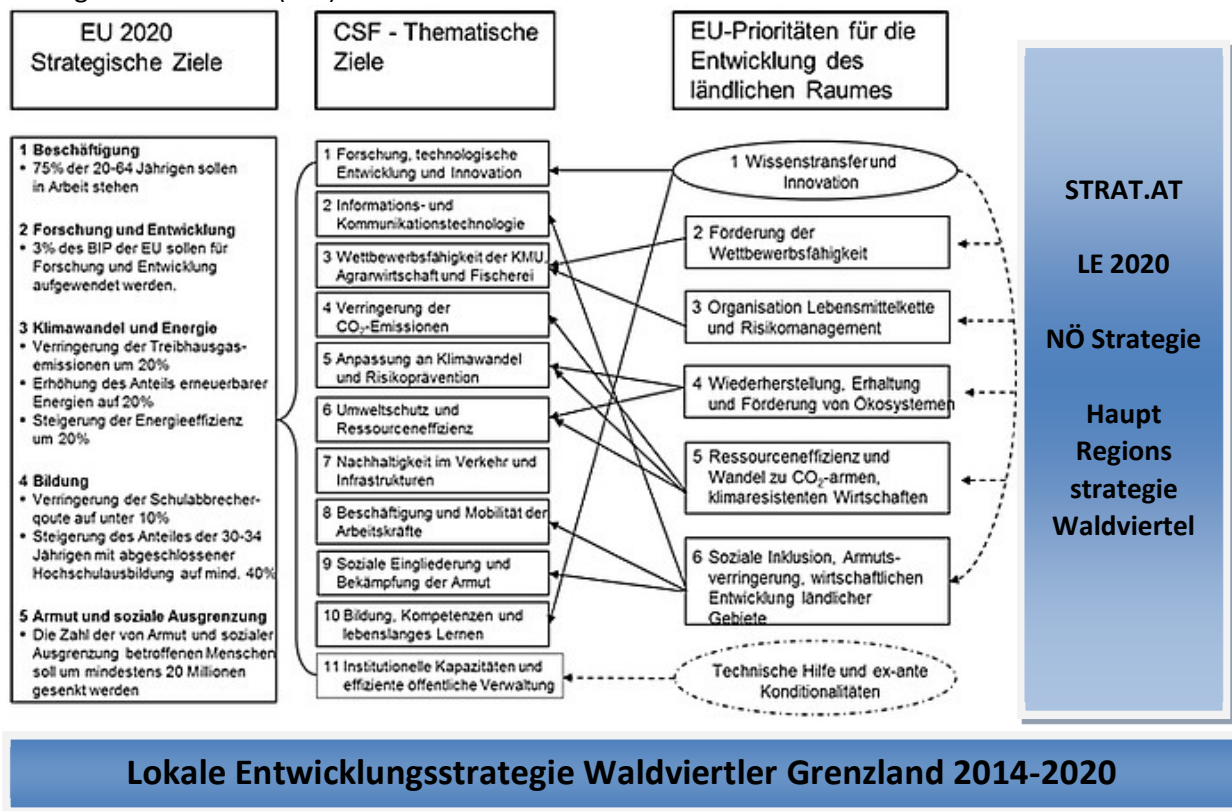 EU 2020
Strategische Ziele
CSF - Thematische
Ziele
EU-Prioritäten für die
Entwicklung des
ländlichen Raumes
1 Beschäftigung
• 75% der 20-64 Jährigen sollen
in Arbeit stehen
2 Forschung und Entwicklung
• 3% des BIP der EU sollen für
Forschung und Entwicklung
aufgewendet werden.
3 Klimawandel und Energie
• Verringerung der Treibhausgas-
emissionen um 20%
• Erhöhung des Anteils erneuerbarer
Energien auf 20%
• Steigerung der Energieeffizienz
um 20%
4 Bildung
• Verringerung der Schulabbrecher-
qoute auf unter 10%
• Steigerung des Anteiles der 30-34
Jährigen mit abgeschlossener
Hochschulausbildung auf mind. 40%
5 Armut und soziale Ausgrenzung
• Die Zahl der von Armut und sozialer
Ausgrenzung betroffenen Menschen
soll um mindestens 20 Millionen
gesenkt werden
1 Forschung, technologische
Entwicklung und Innovation
2 Informations- und
Kommunikationstechnologie
3 Wettbewerbsfähigkeit der KMU,
Agrarwirtschaft und Fischerei
4 Verringerung der
CO₂-Emissionen
5 Anpassung an Klimawandel
und Risikoprävention
6 Umweltschutz und
Ressourceneffizienz
7 Nachhaltigkeit im Verkehr und
Infrastrukturen
8 Beschäftigung und Mobilität der
Arbeitskräfte
9 Soziale Eingliederung und
Bekämpfung der Armut
10 Bildung, Kompetenzen und
lebenslanges Lernen
11 Institutionelle Kapazitäten und
effiziente öffentliche Verwaltung
1 Wissenstransfer und
Innovation
2 Förderung der
Wettbewerbsfähigkeit
3 Organisation Lebensmittelkette
und Risikomanagement
4 Wiederherstellung, Erhaltung
und Förderung von Ökosystemen
5 Ressourceneffizienz und
Wandel zu CO₂-armen,
klimaresistenten Wirtschaften
6 Soziale Inklusion, Armuts-
verringerung, wirtschaftlichen
Entwicklung ländlicher
Gebiete
Technische Hilfe und ex-ante
Konditionalitäten
STRAT.AT
LE 2020
NÖ Strategie
Haupt
Regions
strategie
Waldviertel
Lokale Entwicklungsstrategie Waldviertler Grenzland 2014-2020